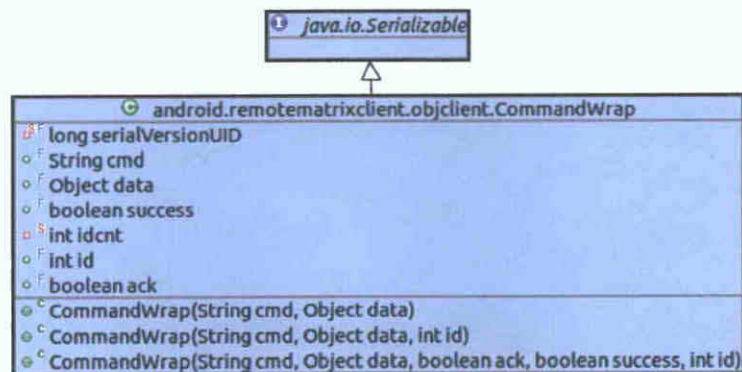 java.io.Serializable
android.remotematrixclient.objclient.CommandWrap
long serialVersionUID
String cmd
Object data
boolean success
int idcnt
int id
boolean ack
CommandWrap(String cmd, Object data)
CommandWrap(String cmd, Object data, int id)
CommandWrap(String cmd, Object data, boolean ack, boolean success, int id)